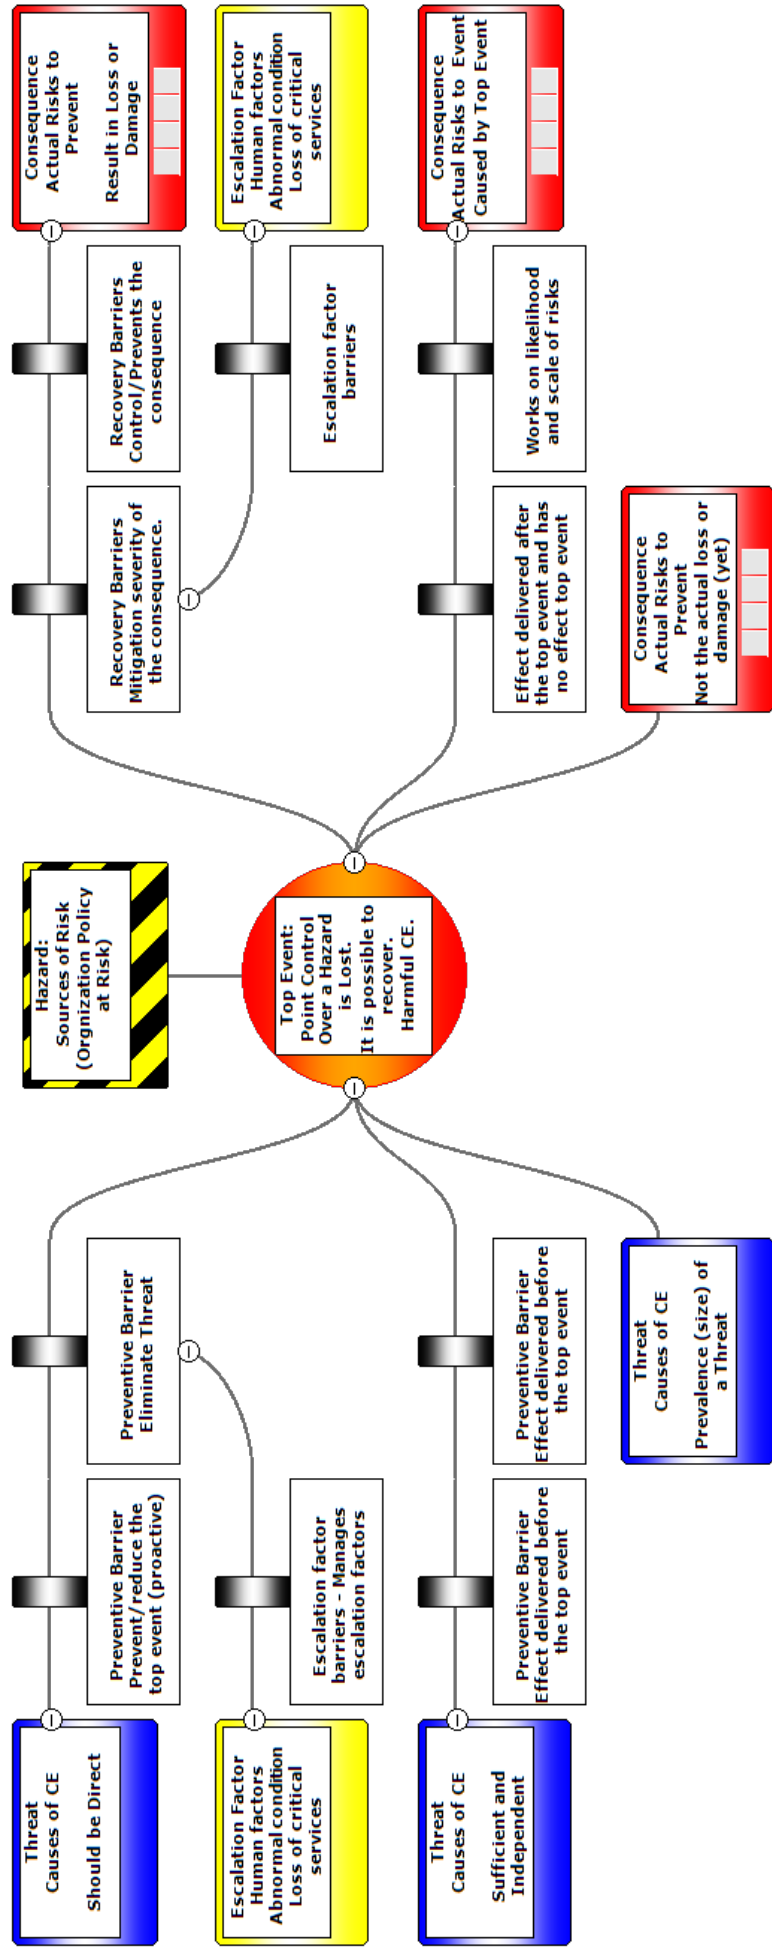 Threat
Causes of CE
Should be Direct
Preventive Barrier
Prevent/reduce the
top event (proactive)
Preventive Barrier
Eliminate Threat
Hazard:
Sources of Risk
(Orgnization Policy
at Risk)
Recovery Barriers
Mitigation severity of
the consequence.
Recovery Barriers
Control/Prevents the
consequence
Consequence
Actual Risks to
Prevent
Result in Loss or
Damage
Escalation Factor
Human factors
Abnormal condition
Loss of critical
services
Escalation factor
barriers - Manages
escalation factors
Top Event:
Point Control
Over a Hazard
is Lost.
It is possible to
recover.
Harmful CE.
Escalation factor
barriers
Escalation Factor
Human factors
Abnormal condition
Loss of critical
services
Threat
Causes of CE
Sufficient and
Independent
Preventive Barrier
Effect delivered before
the top event
Preventive Barrier
Effect delivered before
the top event
Effect delivered after
the top event and has
no effect top event
Works on likelihood
and scale of risks
Consequence
Actual Risks to Event
Caused by Top Event
Threat
Causes of CE
Prevalence (size) of
a Threat
Consequence
Actual Risks to
Prevent
Not the actual loss or
damage (yet)